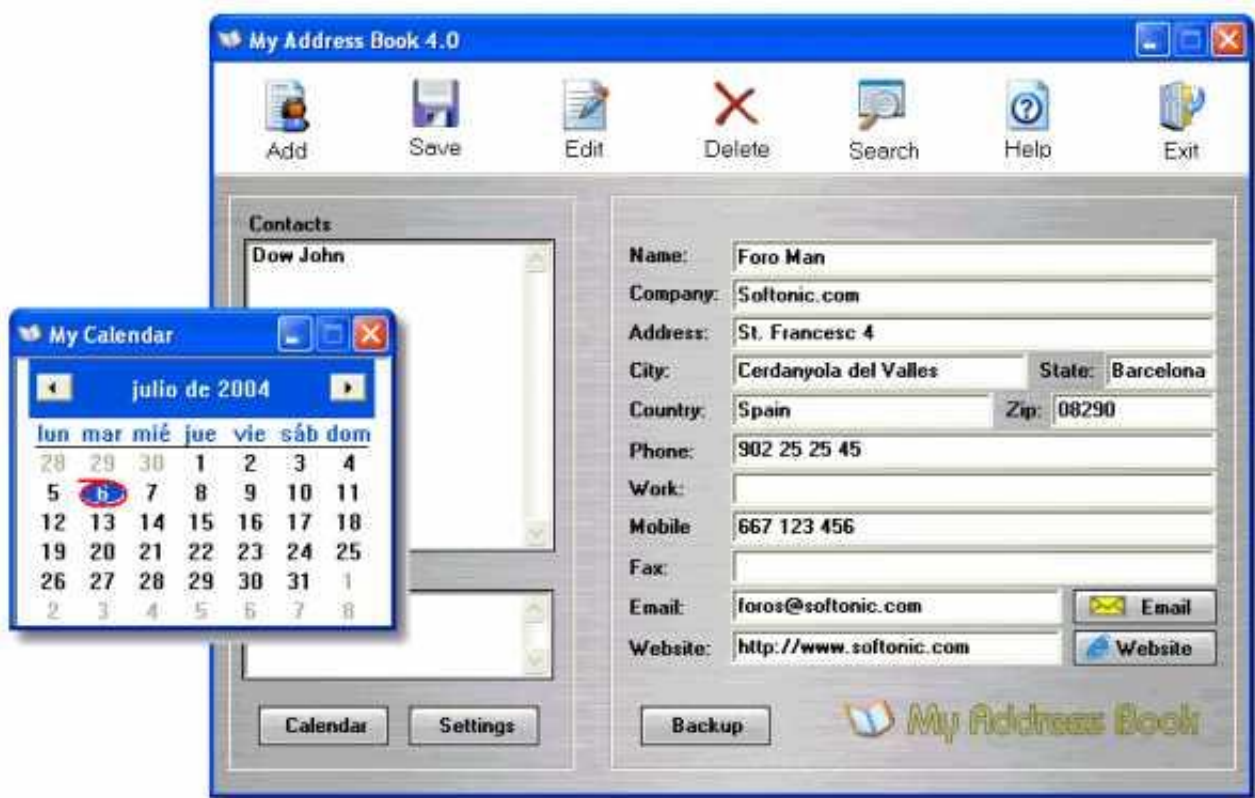 My Address Book 4.0
Add Save Edit Delete Search Help Exit
Contacts
Dow John
Name: Foro Man
Company: Softonic.com
Address: St. Francesc 4
City: Cerdanyola del Valles State: Barcelona
Country: Spain Zip: 08290
Phone: 902 25 25 45
Work:
Mobile 667 123 456
Fax:
Email: foros@softonic.com Email
Website: http://www.softonic.com Website
Calendar Settings Backup My Address Book
My Calendar
julio de 2004
lun mar mié jue vie sáb dom
28 29 30 1 2 3 4
5 6 7 8 9 10 11
12 13 14 15 16 17 18
19 20 21 22 23 24 25
26 27 28 29 30 31 1
2 3 4 5 6 7 8